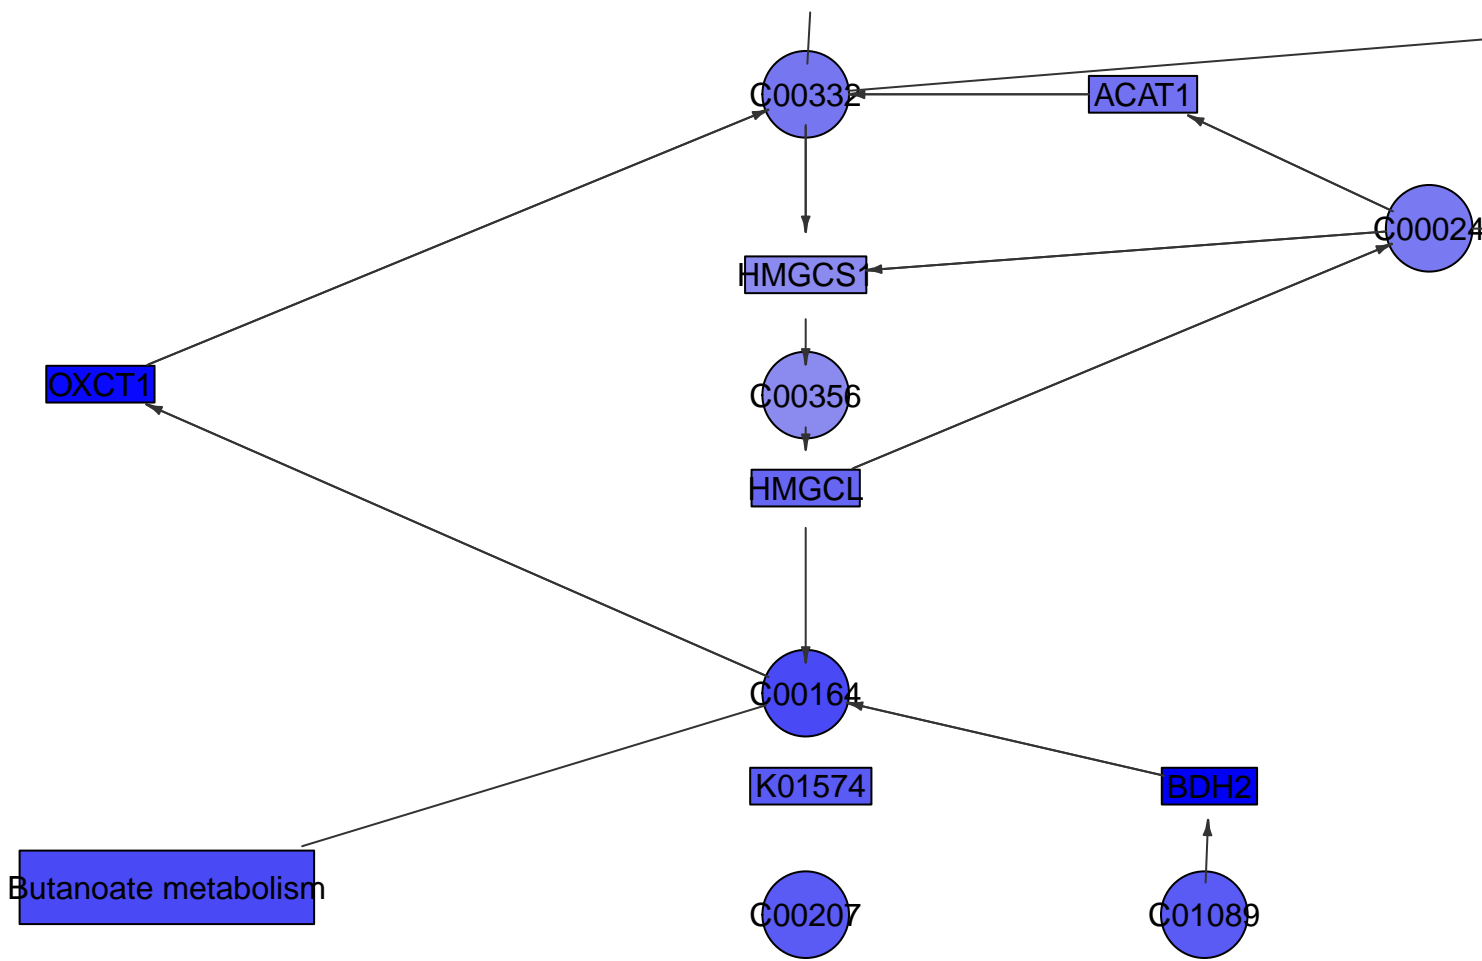 C00332
ACAT1
C00024
HMGCS1
OXCT1
C00356
HMGCL
C00164
K01574
BDH2
Butanoate metabolism
C00207
C01089